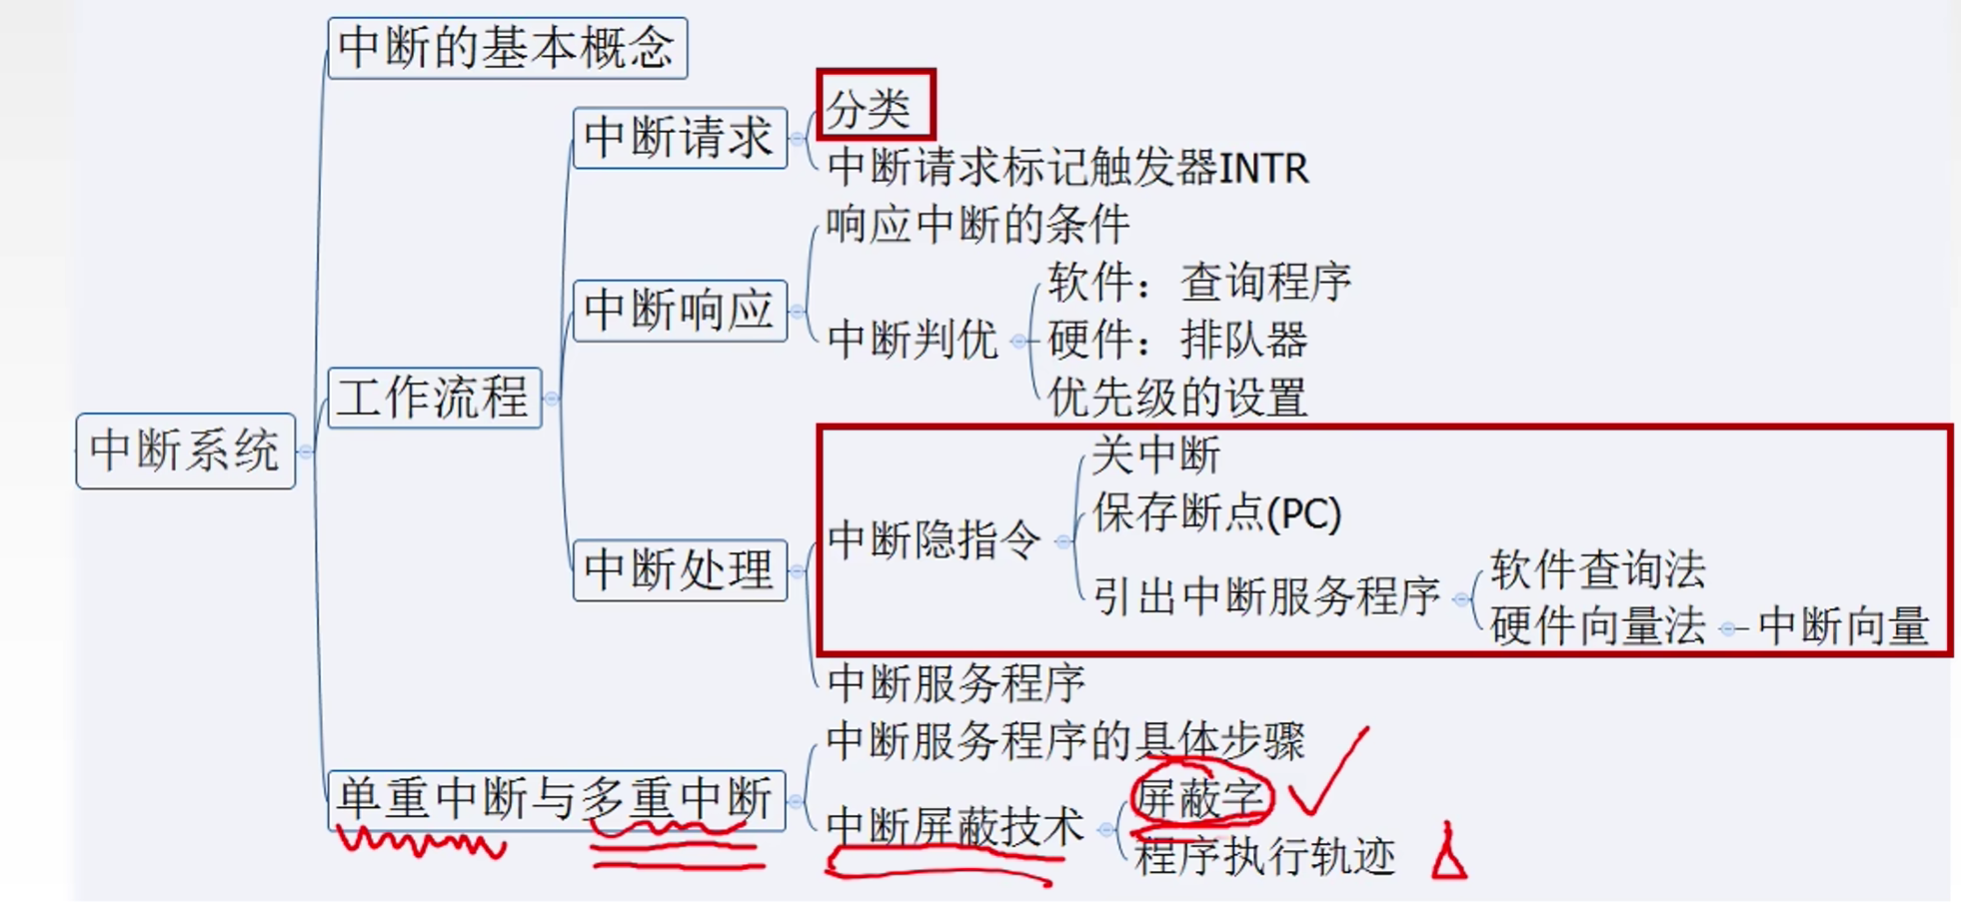 中断的基本概念
分类
中断请求
中断请求标记触发器INTR
响应中断的条件
软件：查询程序
中断响应
中断判优
硬件：排队器
优先级的设置
工作流程
中断系统
关中断
保存断点(PC)
中断隐指令
中断处理
引出中断服务程序
软件查询法
硬件向量法
中断向量
中断服务程序
中断服务程序的具体步骤
单重中断与多重中断
屏蔽字
中断屏蔽技术
程序执行轨迹